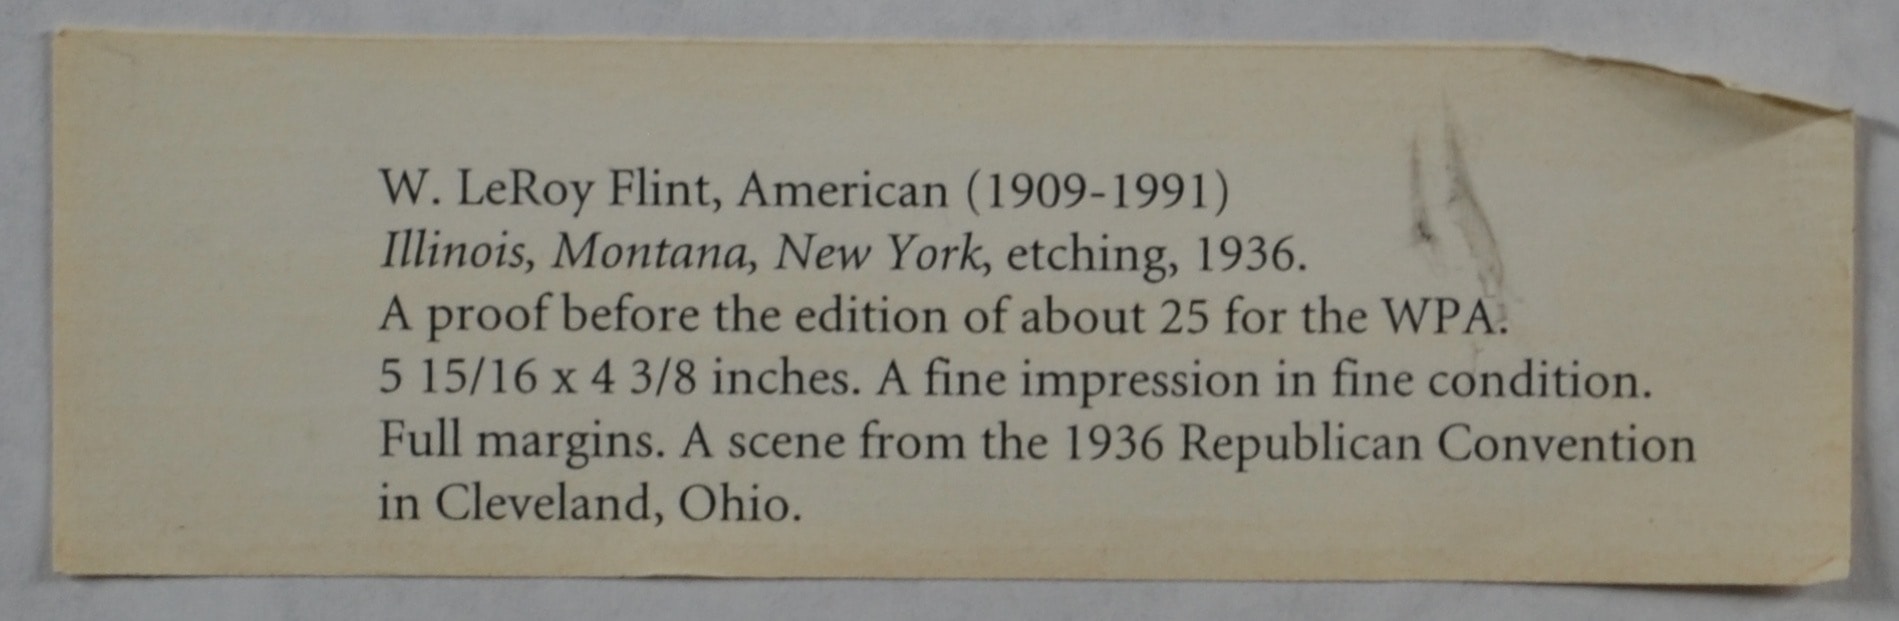 W. LeRoy Flint, American (1909-1991)
Illinois, Montana, New York, etching, 1936.
A proof before the edition of about 25 for the WPA.
5 15/16 x 4 3/8 inches. A fine impression in fine condition.
Full margins. A scene from the 1936 Republican Convention
in Cleveland, Ohio.